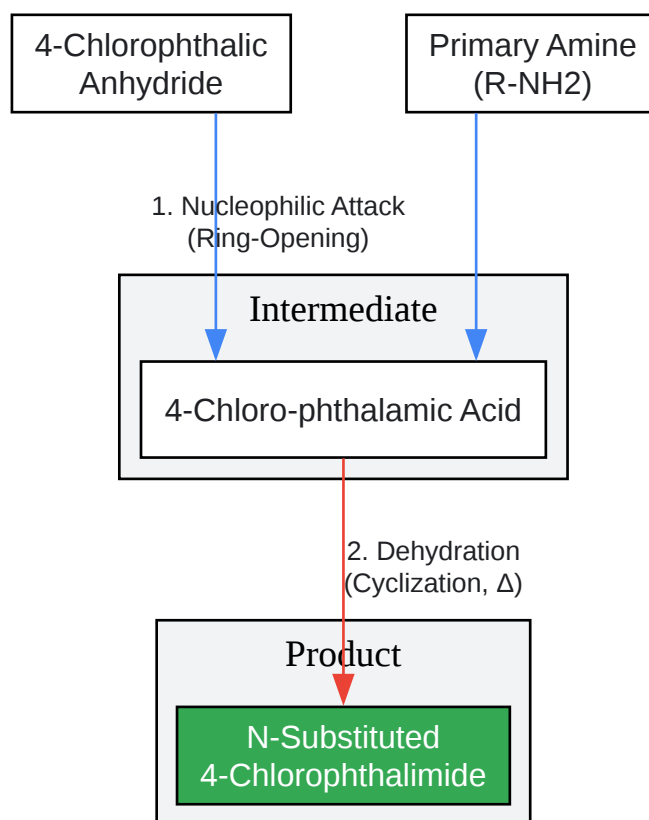 4-Chlorophthalic
Anhydride
Primary Amine
(R-NH2)
1. Nucleophilic Attack
(Ring-Opening)
Intermediate
4-Chloro-phthalamic Acid
2. Dehydration
(Cyclization, Δ)
Product
N-Substituted
4-Chlorophthalimide